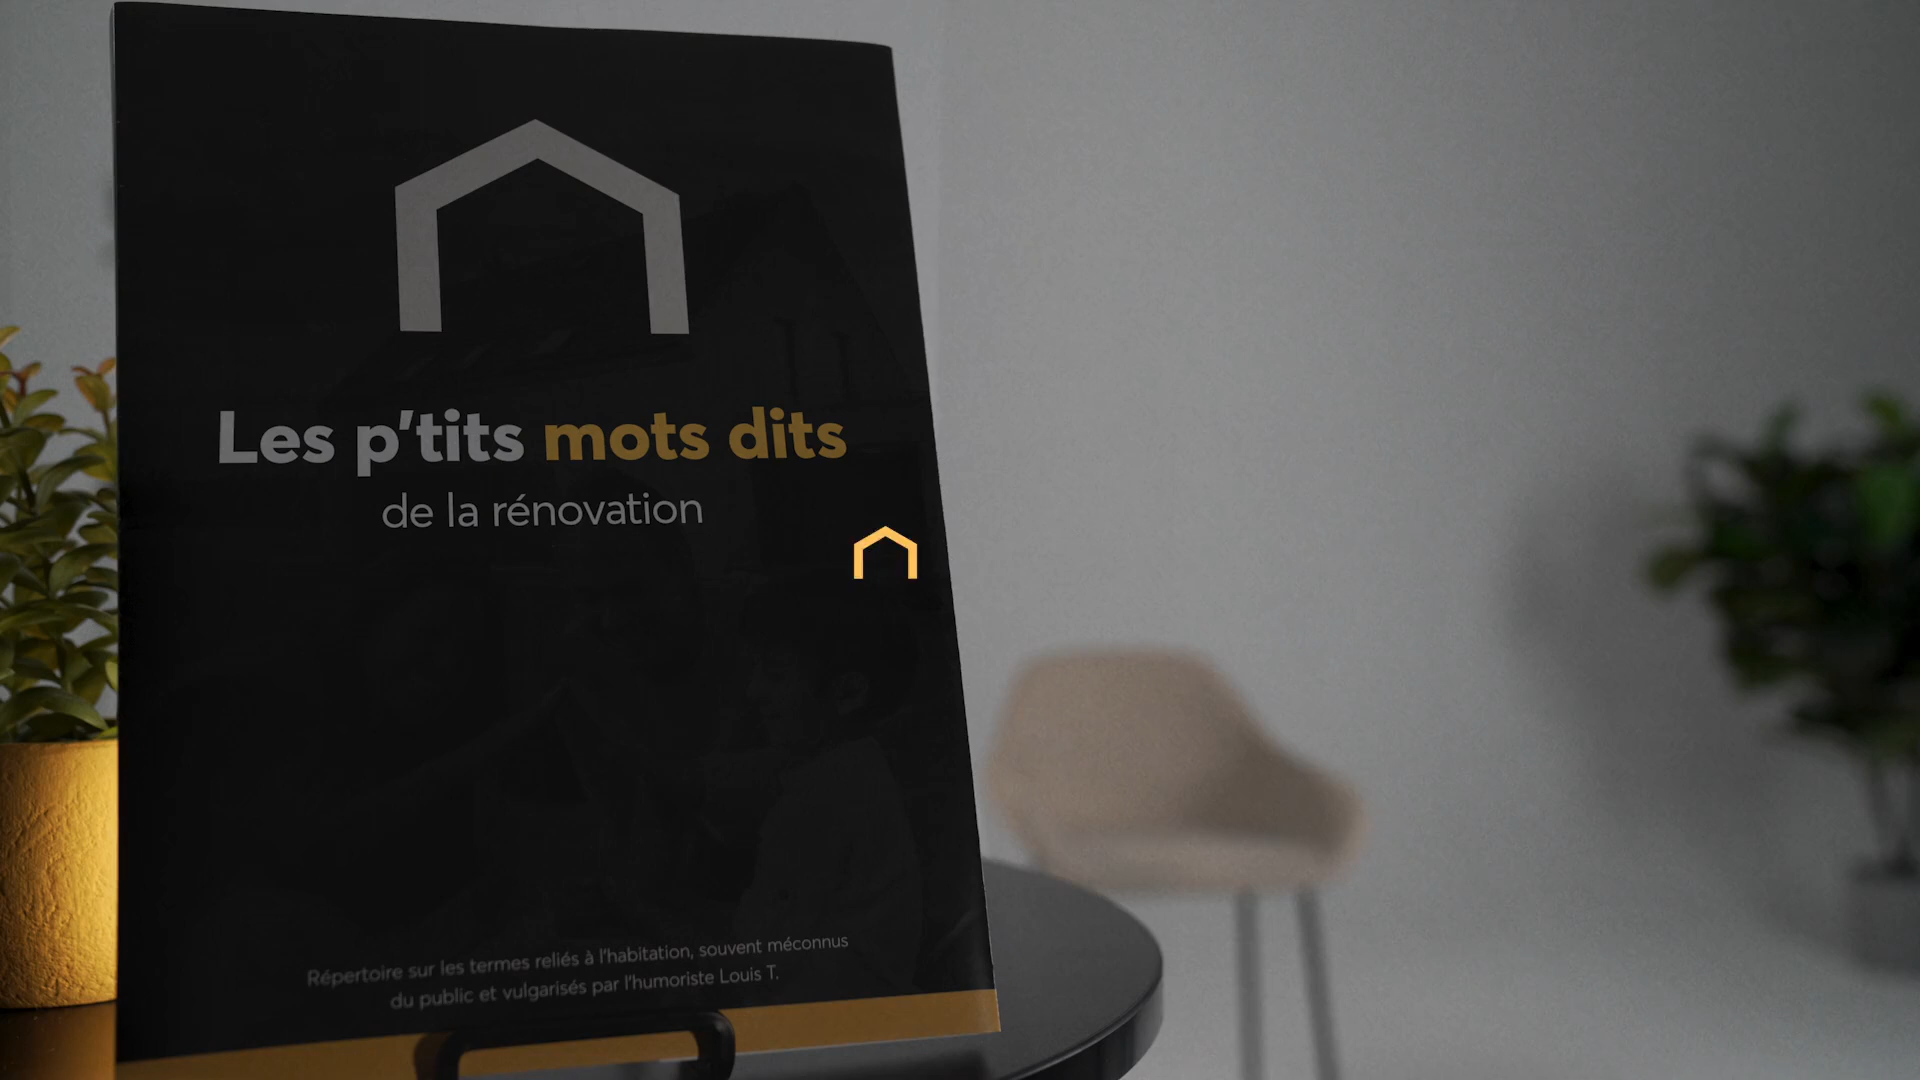 Les p'tits mots dits
de la rénovation
Répertoire sur les termes reliés à l'habitation, souvent méconnus
du public et vulgarisés par l'humoriste Louis T.